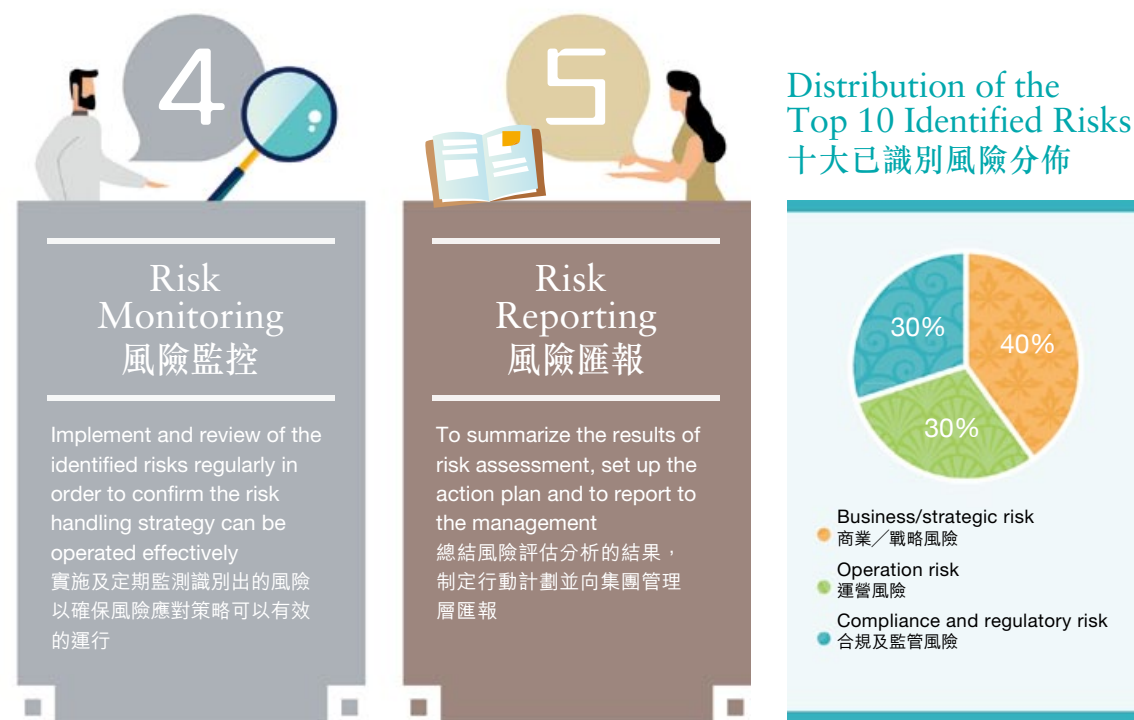 4
Risk
Monitoring
風險監控
Implement and review of the
identified risks regularly in
order to confirm the risk
handling strategy can be
operated effectively
實施及定期監測識別出的風險
以確保風險應對策略可以有效
的運行
5
Risk
Reporting
風險匯報
To summarize the results of
risk assessment, set up the
action plan and to report to
the management
總結風險評估分析的結果，
制定行動計劃並向集團管理
層匯報
Distribution of the
Top 10 Identified Risks
十大已識別風險分佈
30%
40%
30%
Business/strategic risk
商業／戰略風險
Operation risk
運營風險
Compliance and regulatory risk
合規及監管風險